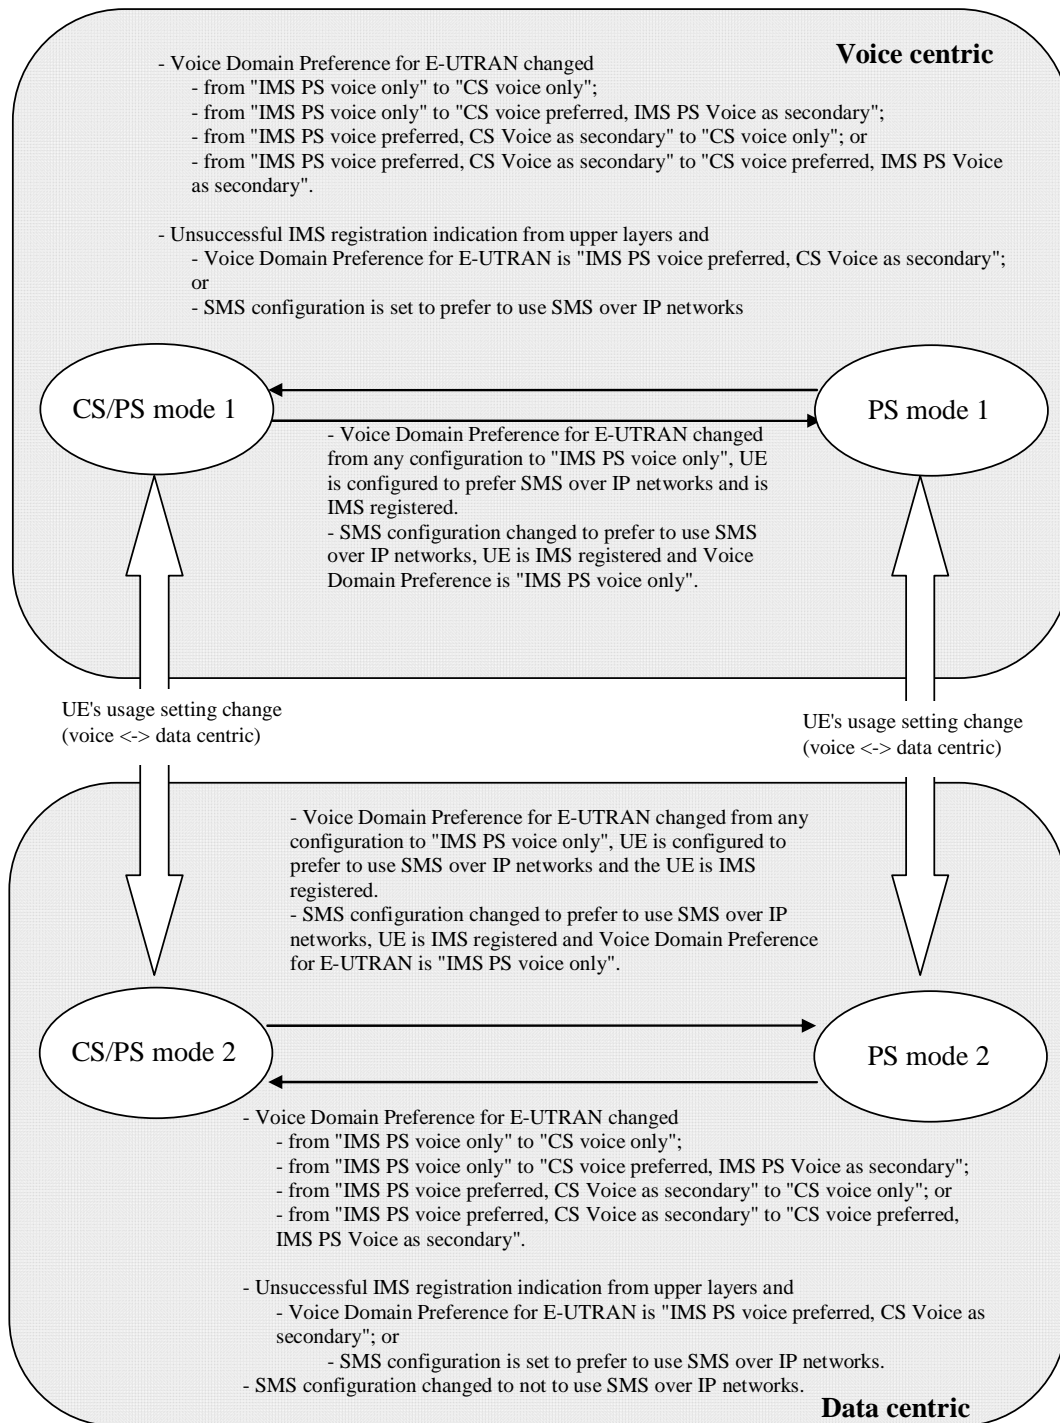 Voice centric
- Voice Domain Preference for E-UTRAN changed
- from "IMS PS voice only" to "CS voice only";
- from "IMS PS voice only" to "CS voice preferred, IMS PS Voice as secondary";
- from "IMS PS voice preferred, CS Voice as secondary" to "CS voice only"; or
- from "IMS PS voice preferred, CS Voice as secondary" to "CS voice preferred, IMS PS Voice
as secondary".
- Unsuccessful IMS registration indication from upper layers and
- Voice Domain Preference for E-UTRAN is "IMS PS voice preferred, CS Voice as secondary";
or
- SMS configuration is set to prefer to use SMS over IP networks
CS/PS mode 1
PS mode 1
- Voice Domain Preference for E-UTRAN changed
from any configuration to "IMS PS voice only", UE
is configured to prefer SMS over IP networks and is
IMS registered.
- SMS configuration changed to prefer to use SMS
over IP networks, UE is IMS registered and Voice
Domain Preference is "IMS PS voice only".
UE's usage setting change
(voice <-> data centric)
UE's usage setting change
(voice <-> data centric)
- Voice Domain Preference for E-UTRAN changed from any
configuration to "IMS PS voice only", UE is configured to
prefer to use SMS over IP networks and the UE is IMS
registered.
- SMS configuration changed to prefer to use SMS over IP
networks, UE is IMS registered and Voice Domain Preference
for E-UTRAN is "IMS PS voice only".
CS/PS mode 2
PS mode 2
- Voice Domain Preference for E-UTRAN changed
- from "IMS PS voice only" to "CS voice only";
- from "IMS PS voice only" to "CS voice preferred, IMS PS Voice as secondary";
- from "IMS PS voice preferred, CS Voice as secondary" to "CS voice only"; or
- from "IMS PS voice preferred, CS Voice as secondary" to "CS voice preferred,
IMS PS Voice as secondary".
- Unsuccessful IMS registration indication from upper layers and
- Voice Domain Preference for E-UTRAN is "IMS PS voice preferred, CS Voice as
secondary"; or
- SMS configuration is set to prefer to use SMS over IP networks.
- SMS configuration changed to not to use SMS over IP networks.
Data centric